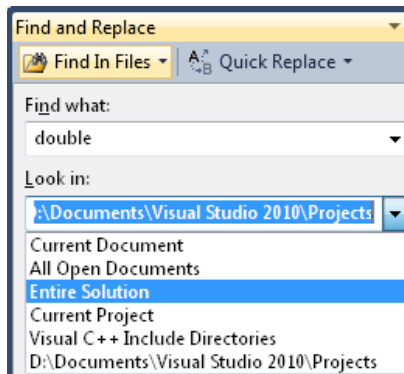 Find and Replace
Find In Files Quick Replace
Find what:
double
Look in:
:\Documents\Visual Studio 2010\Projects
Current Document
All Open Documents
Entire Solution
Current Project
Visual C++ Include Directories
D:\Documents\Visual Studio 2010\Projects